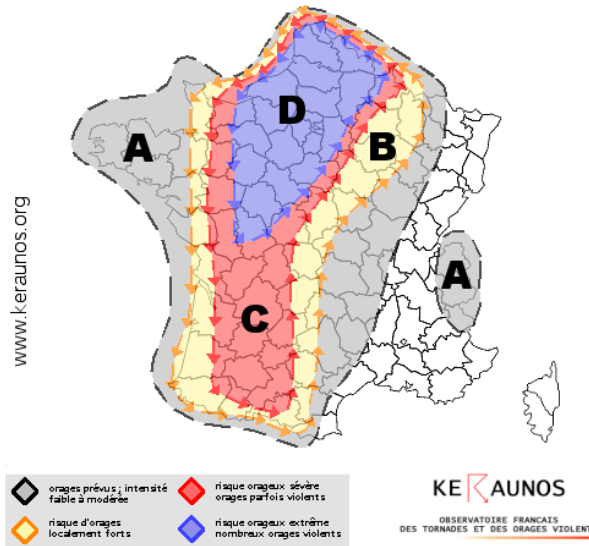 www.keraunos.org
D
A
B
A
C
orages prévus ; intensité
faible à modérée
risque orageux sévère
orages parfois violents
risque d'orages
localement forts
risque orageux extrême
nombreux orages violents
KERAUNOS
OBSERVATOIRE FRANCAIS
DES TORNADES ET DES ORAGES VIOLENTS